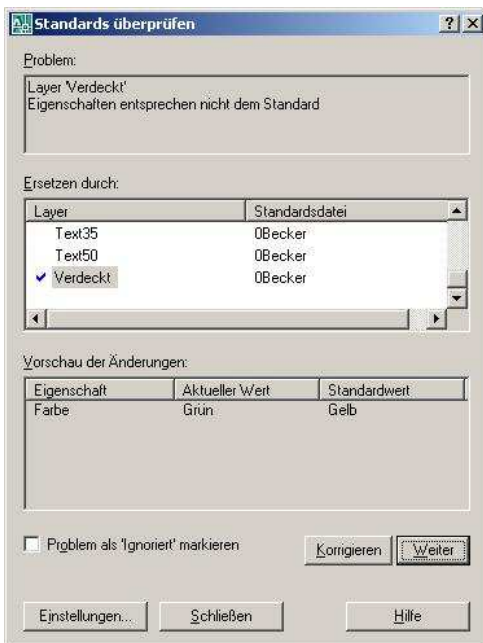 Standards überprüfen
Problem:
Layer 'Verdeckt'
Eigenschaften entsprechen nicht dem Standard
Ersetzen durch:
Layer Standardsdatei
Text35 0Becker
Text50 0Becker
Verdeckt 0Becker
Vorschau der Änderungen:
Eigenschaft Aktueller Wert Standardwert
Farbe Grün Gelb
Problem als 'Ignoriert' markieren
Korrigieren Weiter
Einstellungen... Schließen Hilfe